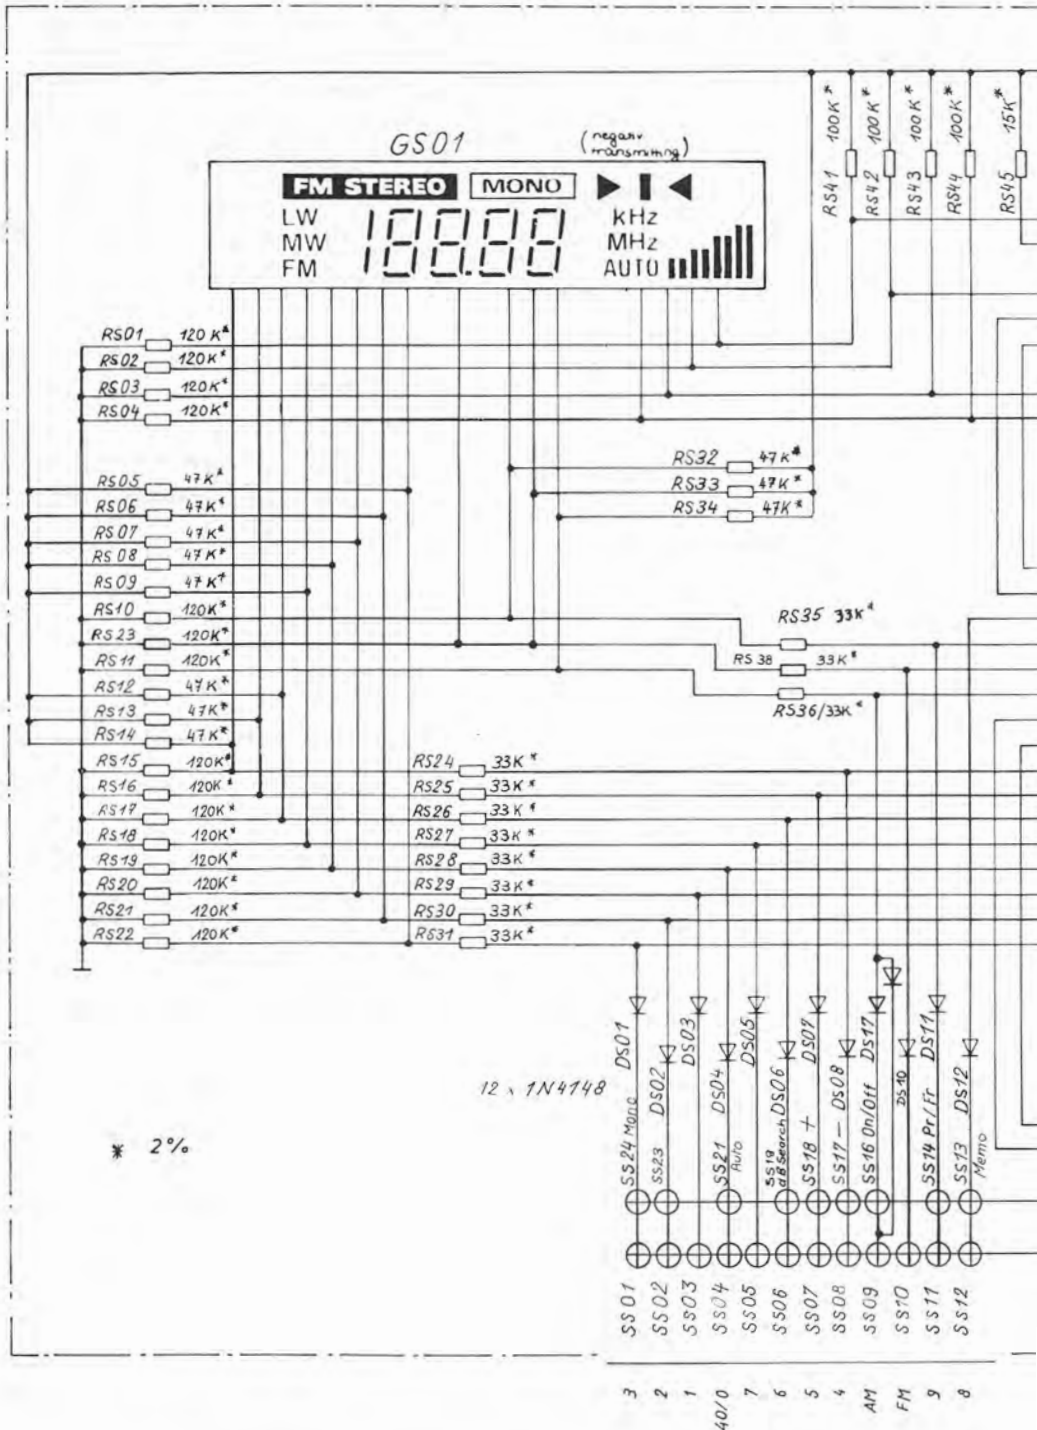 GS01
(negativ
transmitting)
FM STEREO MONO
LW
MW
FM
188.88
kHz
MHz
AUTO
RS41 100K*
RS42 100K*
RS43 100K*
RS44 100K*
RS45 15K*
RS01 120K*
RS02 120K*
RS03 120K*
RS04 120K*
RS05 47K*
RS06 47K*
RS07 47K*
RS08 47K*
RS09 47K*
RS10 120K*
RS23 120K*
RS11 120K*
RS12 47K*
RS13 47K*
RS14 47K*
RS15 120K*
RS16 120K*
RS17 120K*
RS18 120K*
RS19 120K*
RS20 120K*
RS21 120K*
RS22 120K*
RS32 47K*
RS33 47K*
RS34 47K*
RS35 33K*
RS38 33K*
RS36/33K*
RS24 33K*
RS25 33K*
RS26 33K*
RS27 33K*
RS28 33K*
RS29 33K*
RS30 33K*
RS31 33K*
12 x 1N4148
* 2%
SS24 Mono DS01
SS23 DS02
DS03
SS21 DS04
Auto
DS05
SS19 DS06
dB Search
SS18 + DS07
SS17 - DS08
SS16 On/Off DS17
DS10
SS14 Pr/Fr DS11
SS13 DS12
Memo
SS01
SS02
SS03
SS04
SS05
SS06
SS07
SS08
SS09
SS10
SS11
SS12
3
2
1
40/0
7
6
5
4
AM
FM
9
8